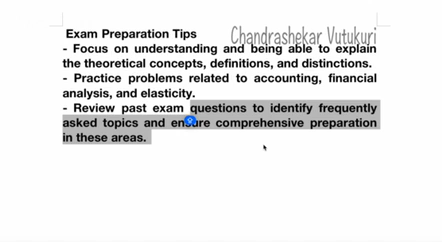 Exam Preparation Tips
Chandrashekar Vutukuri
- Focus on understanding and being able to explain
the theoretical concepts, definitions, and distinctions.
- Practice problems related to accounting, financial
analysis, and elasticity.
- Review past exam questions to identify frequently
asked topics and ensure comprehensive preparation
in these areas.